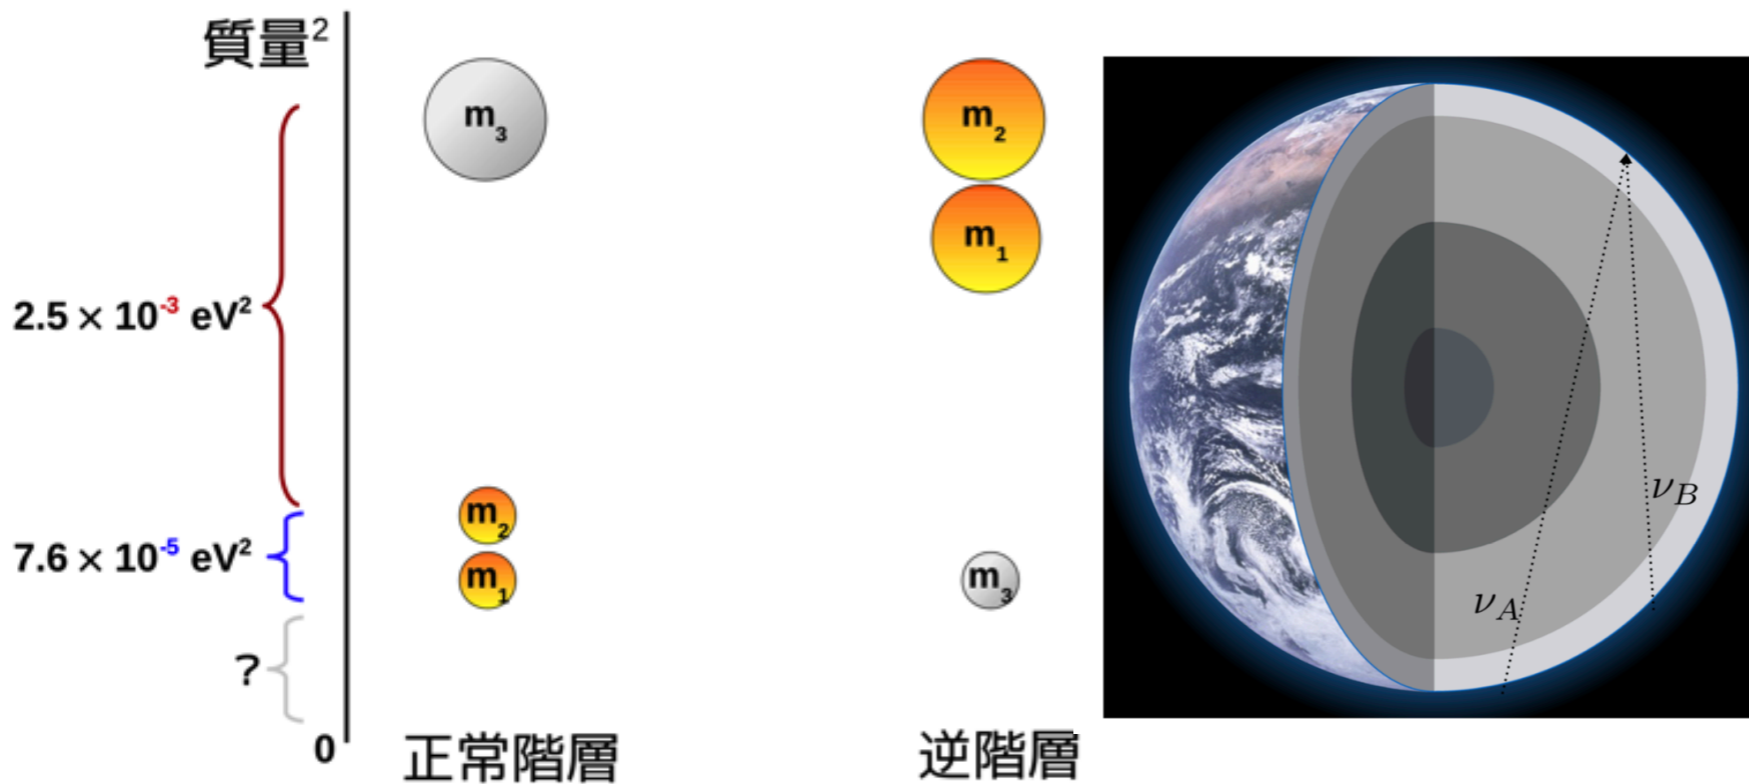 質量²
m₃
m₂
m₁
2.5 × 10⁻³ eV²
m₂
7.6 × 10⁻⁵ eV²
m₁
m₃
?
0
正常階層
逆階層
ν_B
ν_A